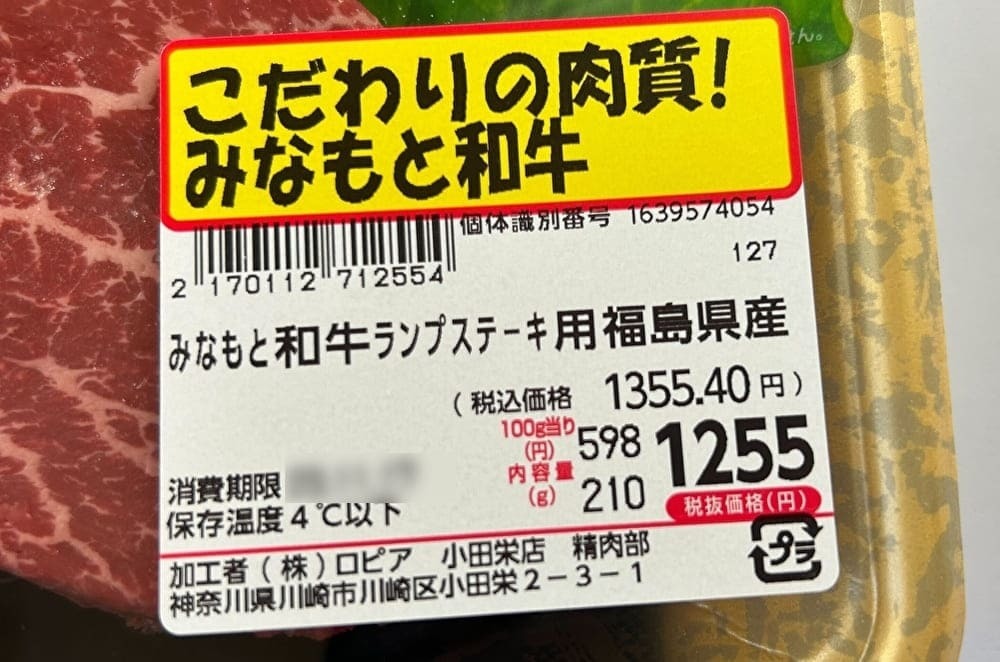 さん。
こだわりの肉質!
みなもと和牛
個体識別番号 1639574054
127
2 170112 712554
みなもと和牛ランプステーキ用福島県産
(税込価格 1355.40円)
100g当り(円) 598
1255
内容量(g) 210
税抜価格(円)
消費期限
保存温度4℃以下
プラ
加工者(株)ロピア 小田栄店 精肉部
神奈川県川崎市川崎区小田栄2-3-1